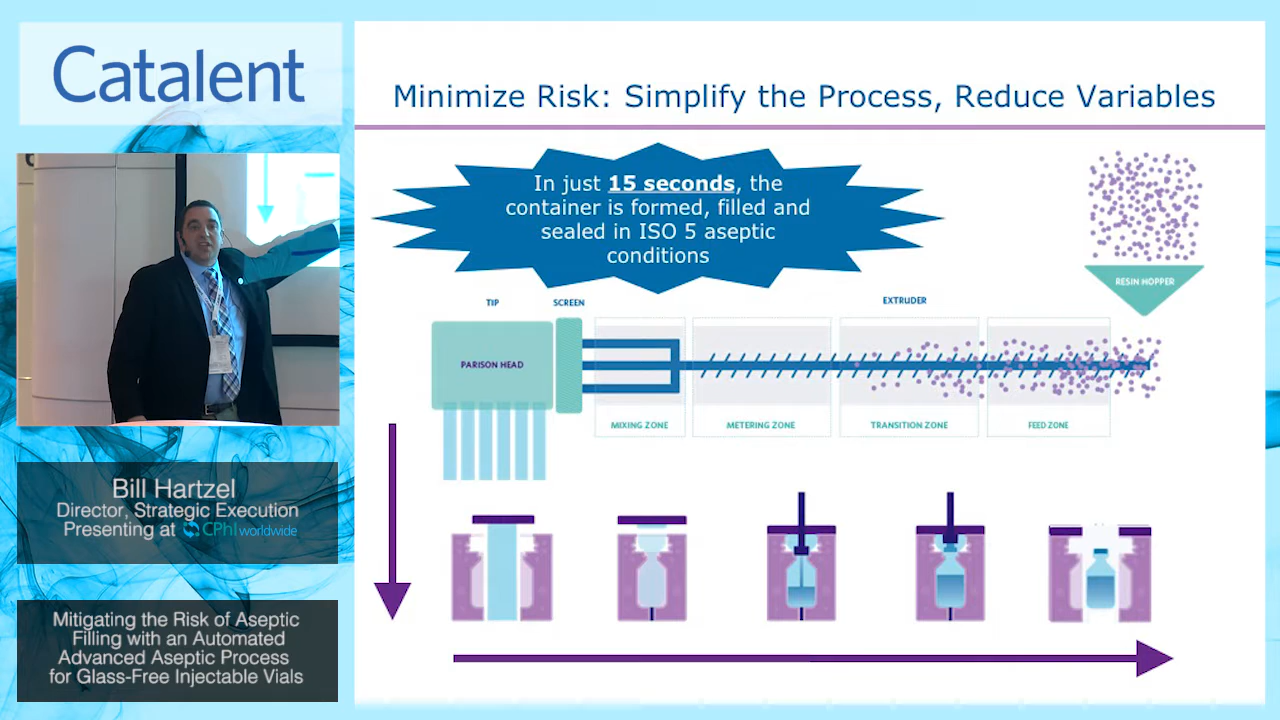 Catalent
Minimize Risk: Simplify the Process, Reduce Variables
In just 15 seconds, the
container is formed, filled and
sealed in ISO 5 aseptic
conditions
RESIN HOPPER
TIP
SCREEN
EXTRUDER
PARISON HEAD
MIXING ZONE
METERING ZONE
TRANSITION ZONE
FEED ZONE
Bill Hartzel
Director, Strategic Execution
Presenting at CPhI worldwide
Mitigating the Risk of Aseptic
Filling with an Automated
Advanced Aseptic Process
for Glass-Free Injectable Vials